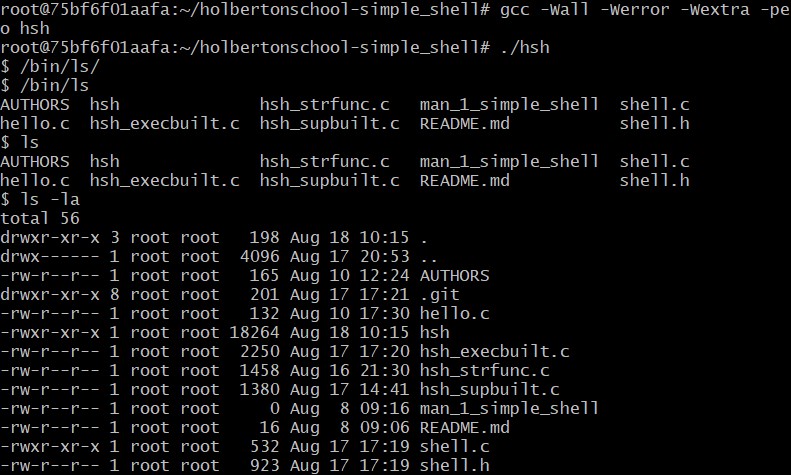 root@75bf6f01aafa:~/holbertonschool-simple_shell# gcc -Wall -Werror -Wextra -pe
o hsh
root@75bf6f01aafa:~/holbertonschool-simple_shell# ./hsh
$ /bin/ls/
$ /bin/ls
AUTHORS  hsh              hsh_strfunc.c   man_1_simple_shell  shell.c
hello.c  hsh_execbuilt.c  hsh_supbuilt.c  README.md           shell.h
$ ls
AUTHORS  hsh              hsh_strfunc.c   man_1_simple_shell  shell.c
hello.c  hsh_execbuilt.c  hsh_supbuilt.c  README.md           shell.h
$ ls -la
total 56
drwxr-xr-x 3 root root   198 Aug 18 10:15 .
drwx------ 1 root root  4096 Aug 17 20:53 ..
-rw-r--r-- 1 root root   165 Aug 10 12:24 AUTHORS
drwxr-xr-x 8 root root   201 Aug 17 17:21 .git
-rw-r--r-- 1 root root   132 Aug 10 17:30 hello.c
-rwxr-xr-x 1 root root 18264 Aug 18 10:15 hsh
-rw-r--r-- 1 root root  2250 Aug 17 17:20 hsh_execbuilt.c
-rw-r--r-- 1 root root  1458 Aug 16 21:30 hsh_strfunc.c
-rw-r--r-- 1 root root  1380 Aug 17 14:41 hsh_supbuilt.c
-rw-r--r-- 1 root root     0 Aug  8 09:16 man_1_simple_shell
-rw-r--r-- 1 root root    16 Aug  8 09:06 README.md
-rwxr-xr-x 1 root root   532 Aug 17 17:19 shell.c
-rw-r--r-- 1 root root   923 Aug 17 17:19 shell.h